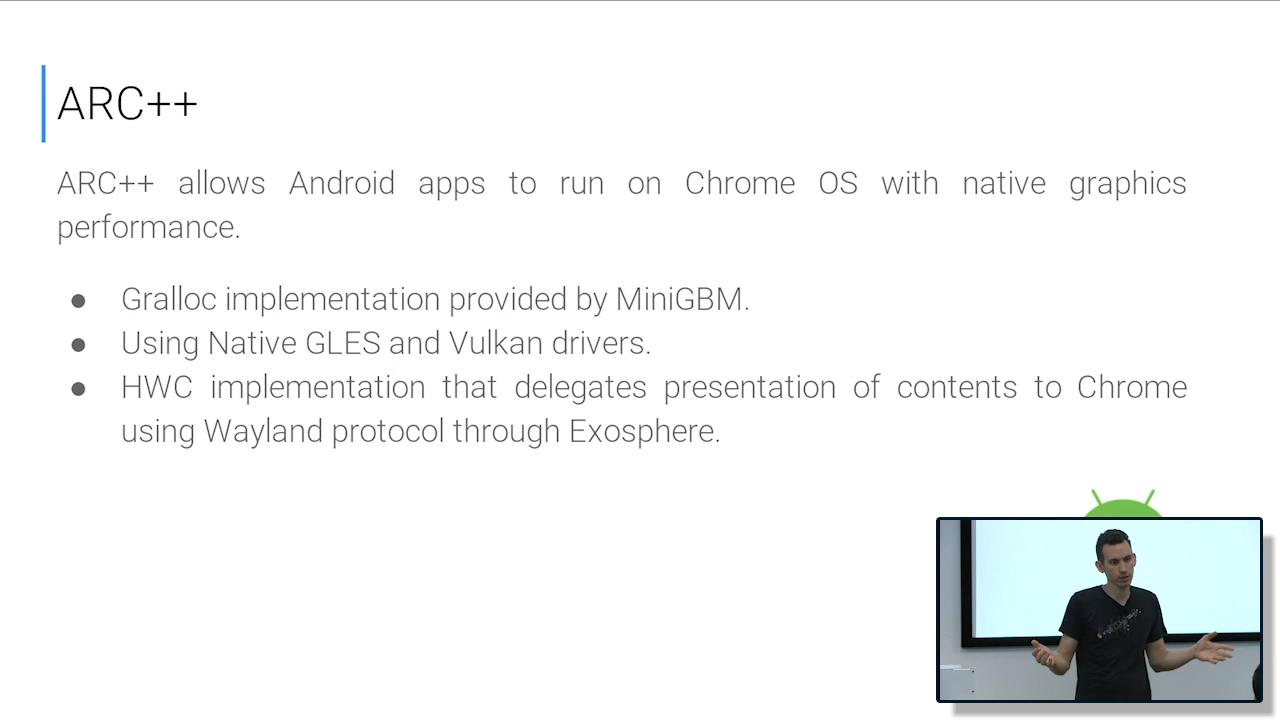 ARC++
ARC++ allows Android apps to run on Chrome OS with native graphics
performance.
● Gralloc implementation provided by MiniGBM.
● Using Native GLES and Vulkan drivers.
● HWC implementation that delegates presentation of contents to Chrome
using Wayland protocol through Exosphere.